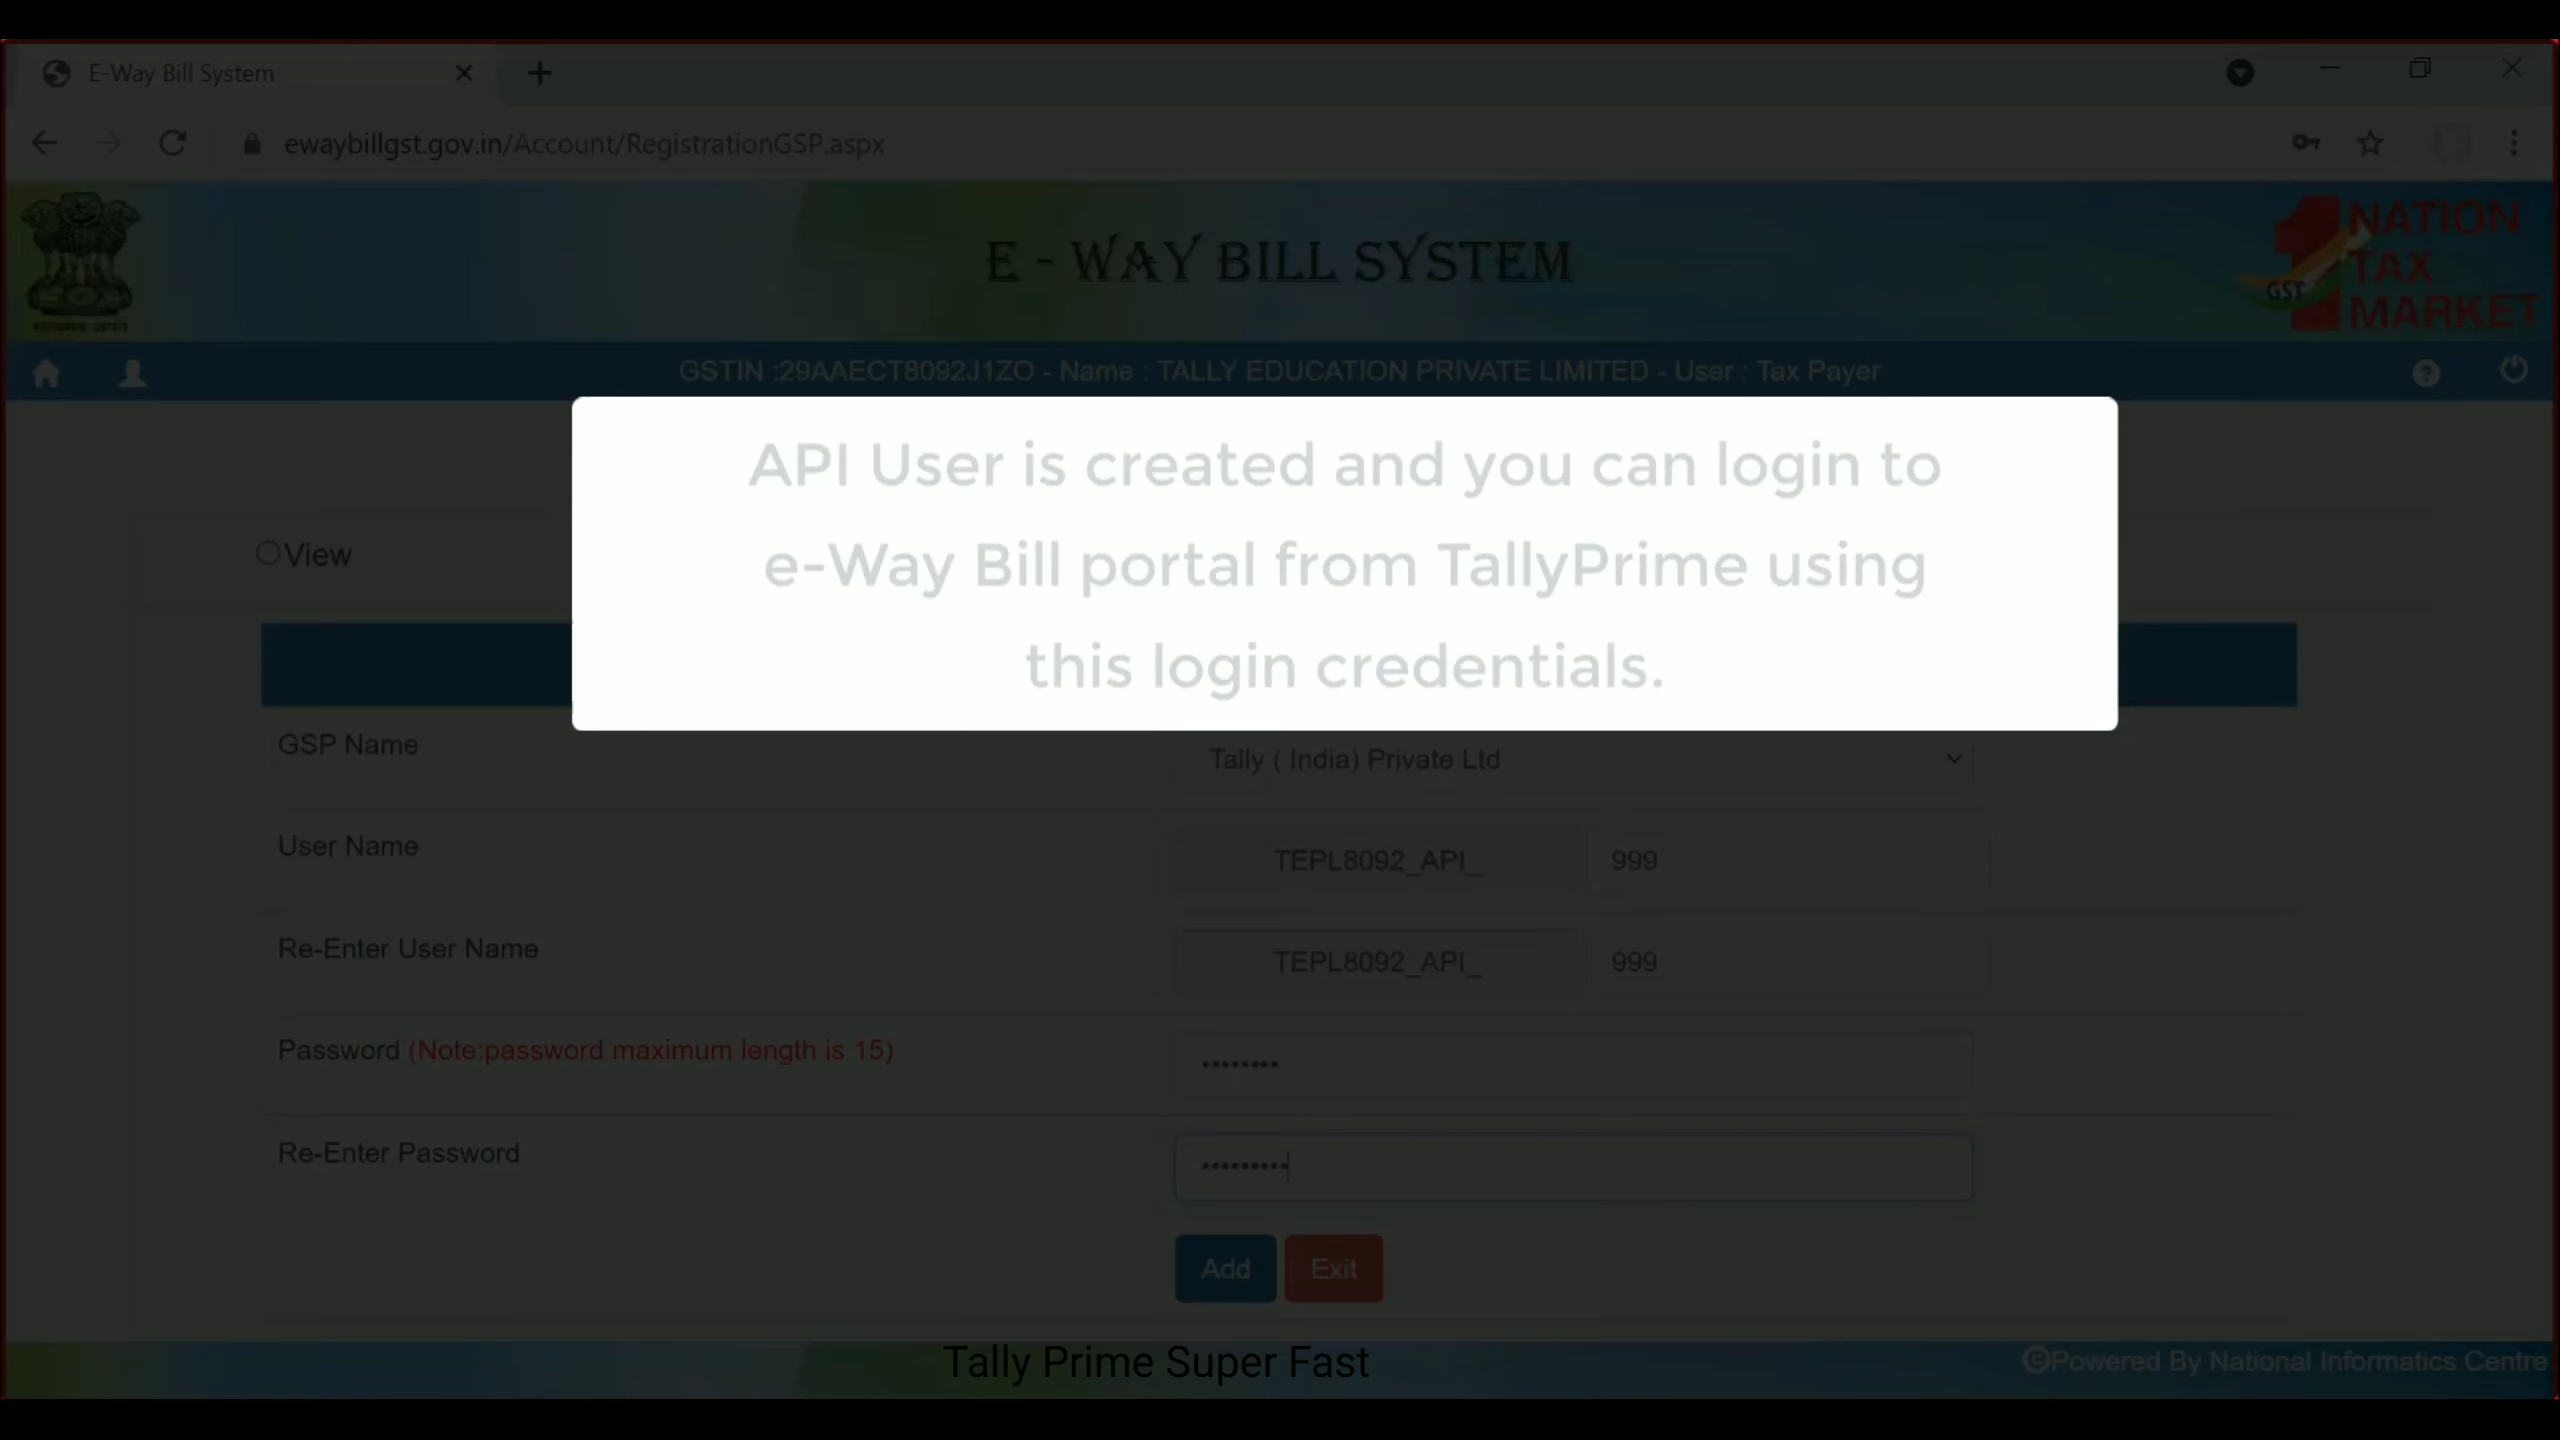 E-Way Bill System
ewaybillgst.gov.in/Account/RegistrationGSP.aspx
E - WAY BILL SYSTEM
NATION
TAX
MARKET
GST
सत्यमेव जयते
GSTIN :29AAECT8092J1ZO - Name : TALLY EDUCATION PRIVATE LIMITED - User : Tax Payer
API User is created and you can login to
e-Way Bill portal from TallyPrime using
this login credentials.
View
GSP Name
Tally ( India) Private Ltd
User Name
TEPL8092_API_ 999
Re-Enter User Name
TEPL8092_API_ 999
Password (Note:password maximum length is 15)
Re-Enter Password
Add Exit
Tally Prime Super Fast
©Powered By National Informatics Centre